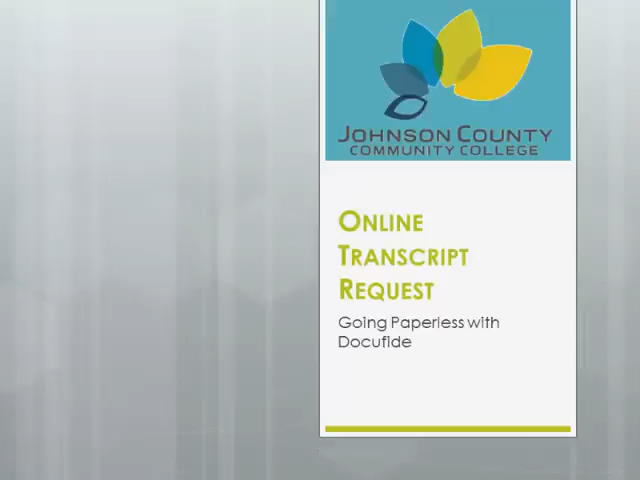 JOHNSON COUNTY
COMMUNITY COLLEGE
ONLINE
TRANSCRIPT
REQUEST
Going Paperless with
Docufide